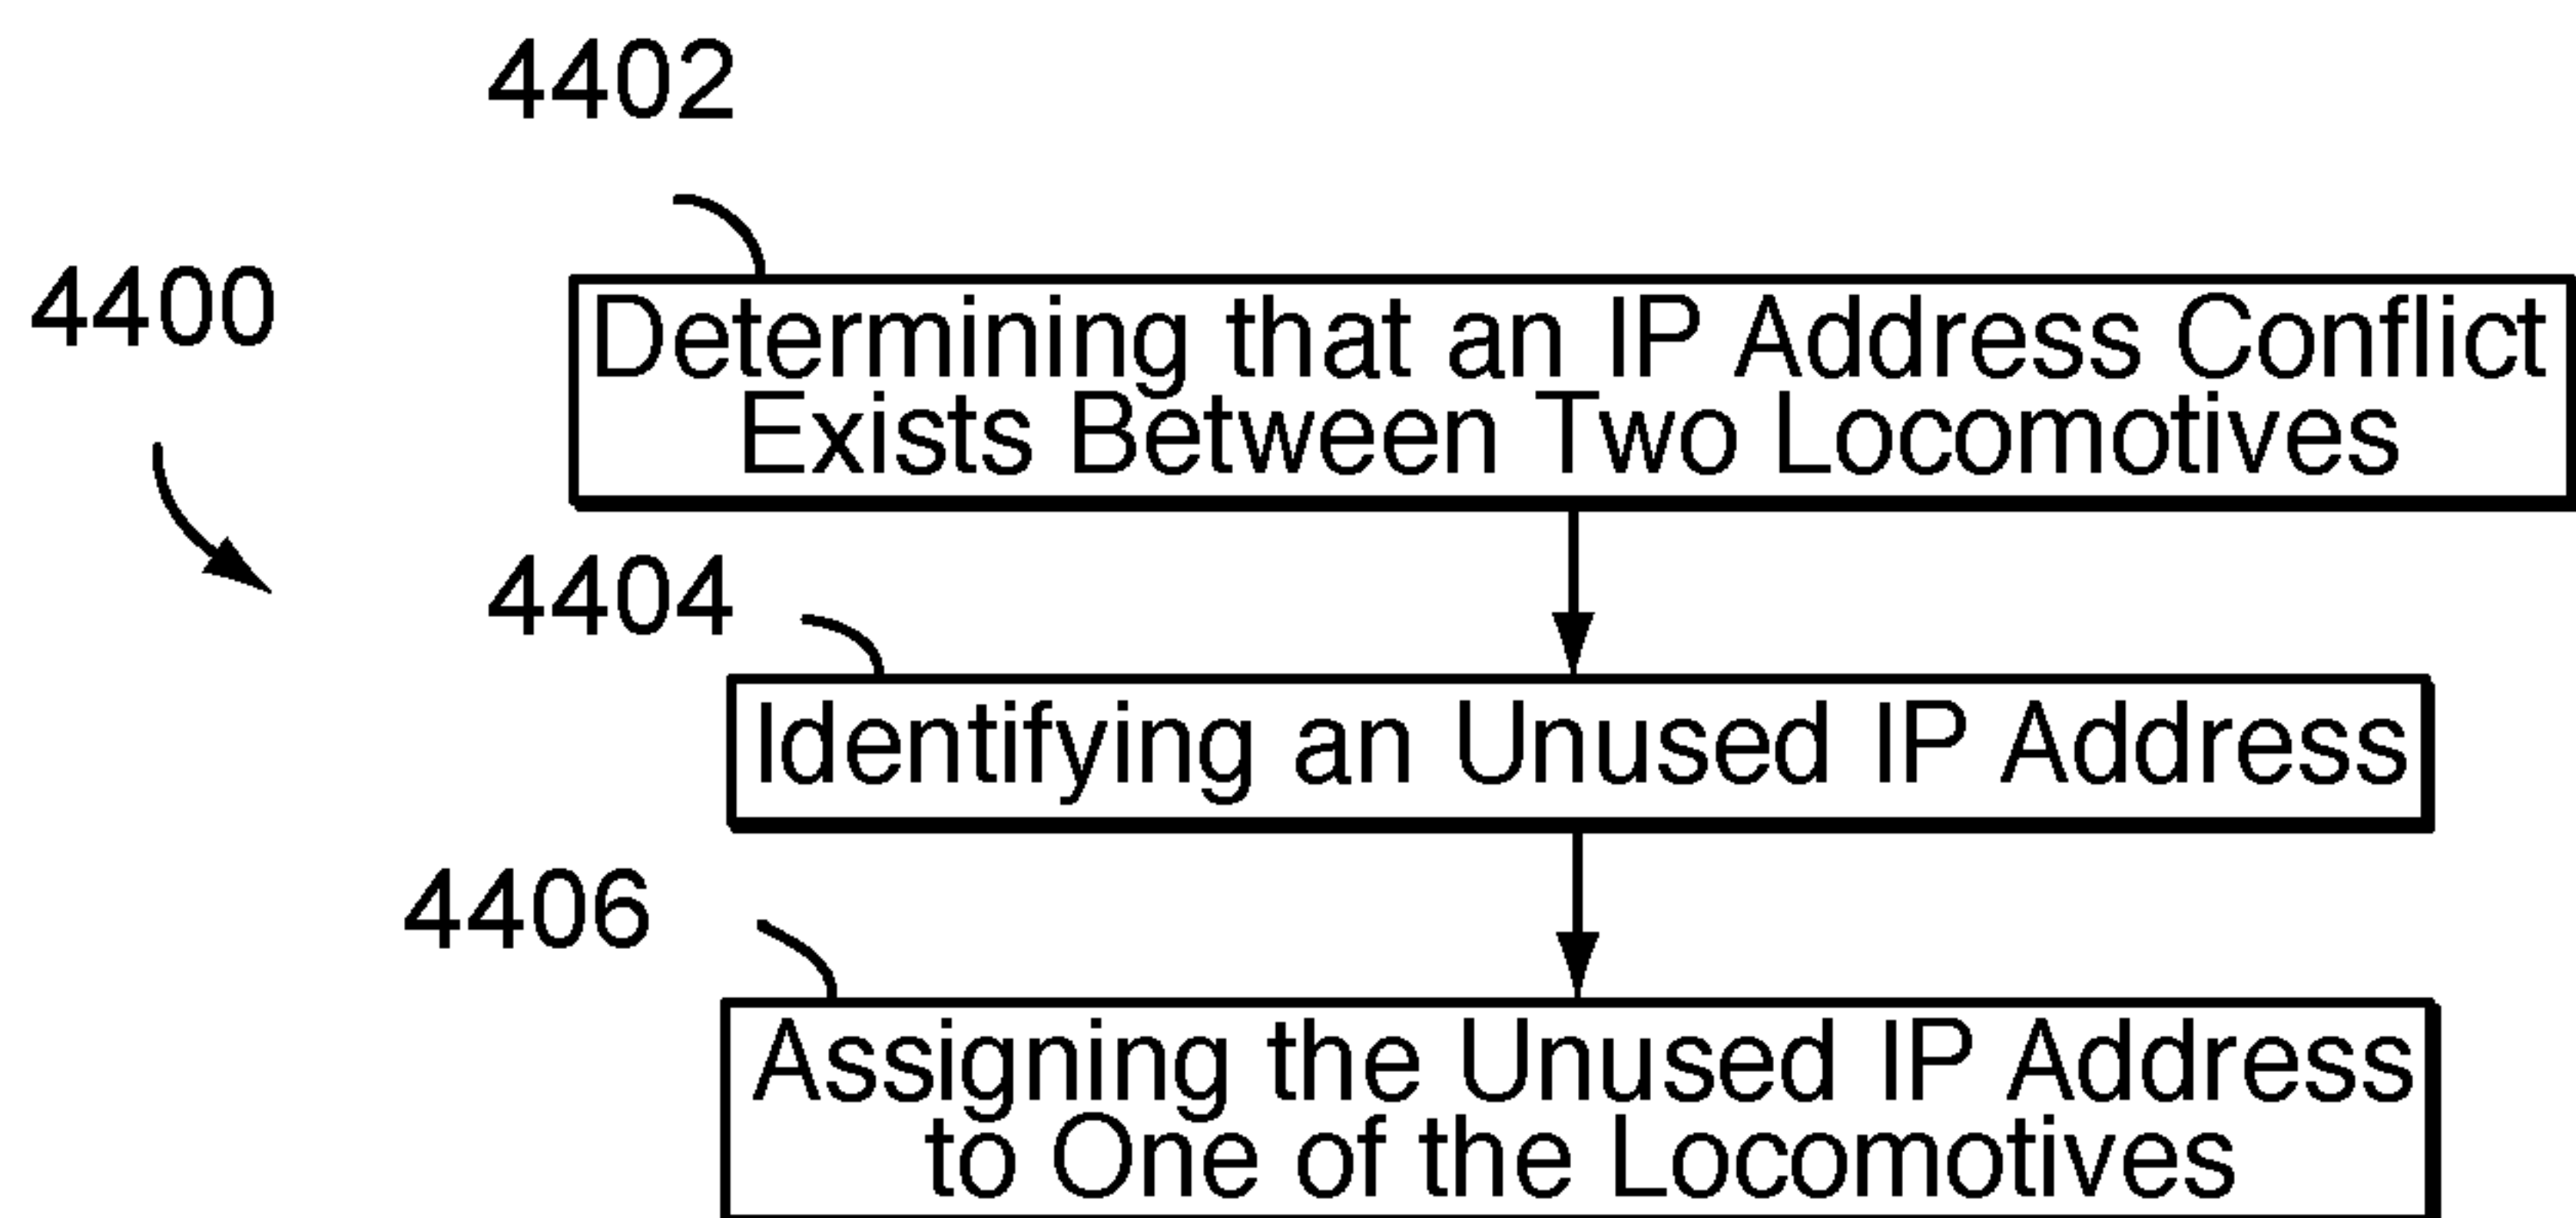 4402
4400
Determining that an IP Address Conflict
Exists Between Two Locomotives
4404
Identifying an Unused IP Address
4406
Assigning the Unused IP Address
to One of the Locomotives